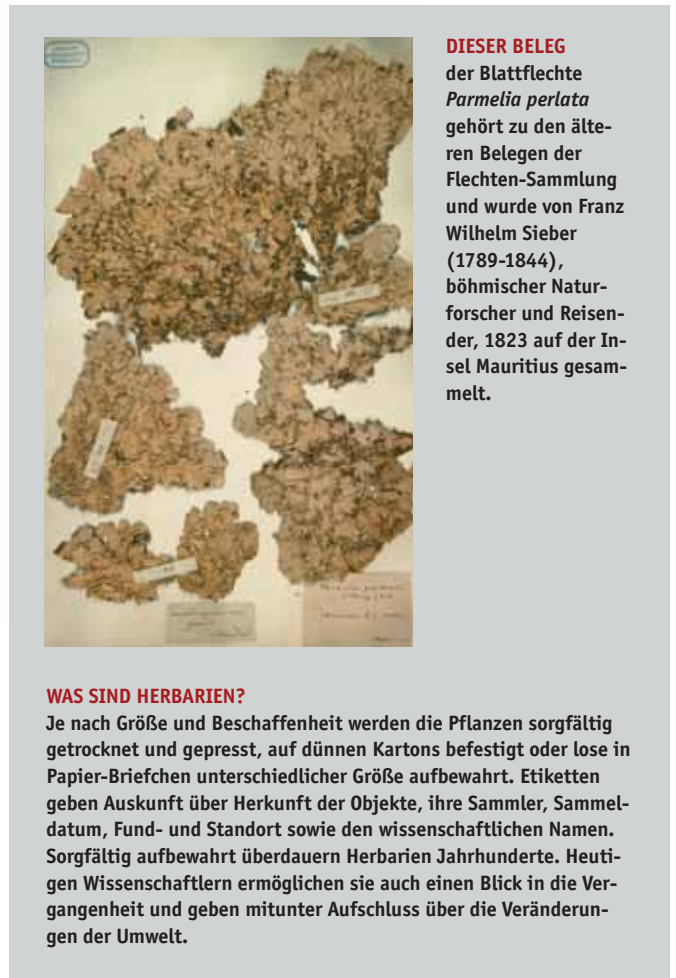 DIESER BELEG
der Blattflechte
Parmelia perlata
gehört zu den älte-
ren Belegen der
Flechten-Sammlung
und wurde von Franz
Wilhelm Sieber
(1789-1844),
böhmischer Natur-
forscher und Reisen-
der, 1823 auf der In-
sel Mauritius gesam-
melt.
WAS SIND HERBARIEN?
Je nach Größe und Beschaffenheit werden die Pflanzen sorgfältig
getrocknet und gepresst, auf dünnen Kartons befestigt oder lose in
Papier-Briefchen unterschiedlicher Größe aufbewahrt. Etiketten
geben Auskunft über Herkunft der Objekte, ihre Sammler, Sammel-
datum, Fund- und Standort sowie den wissenschaftlichen Namen.
Sorgfältig aufbewahrt überdauern Herbarien Jahrhunderte. Heuti-
gen Wissenschaftlern ermöglichen sie auch einen Blick in die Ver-
gangenheit und geben mitunter Aufschluss über die Veränderun-
gen der Umwelt.